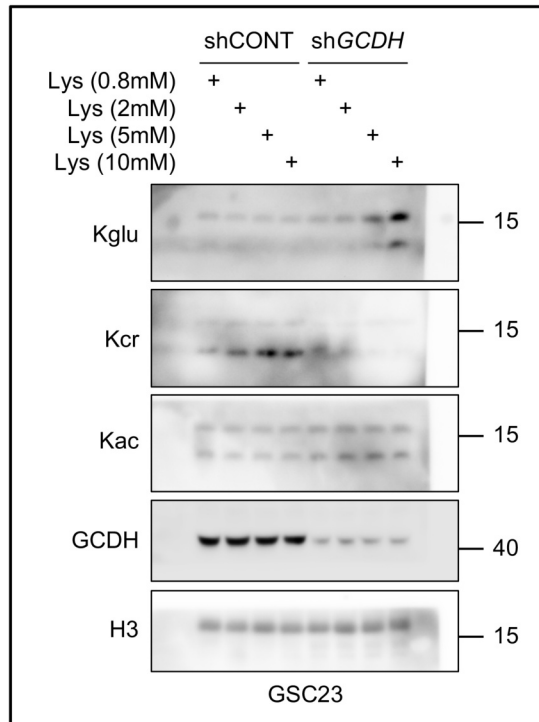 shCONT shGCDH
Lys (0.8mM) + +
Lys (2mM) + +
Lys (5mM) + +
Lys (10mM) + +
Kglu 15
Kcr 15
Kac 15
GCDH 40
H3 15
GSC23